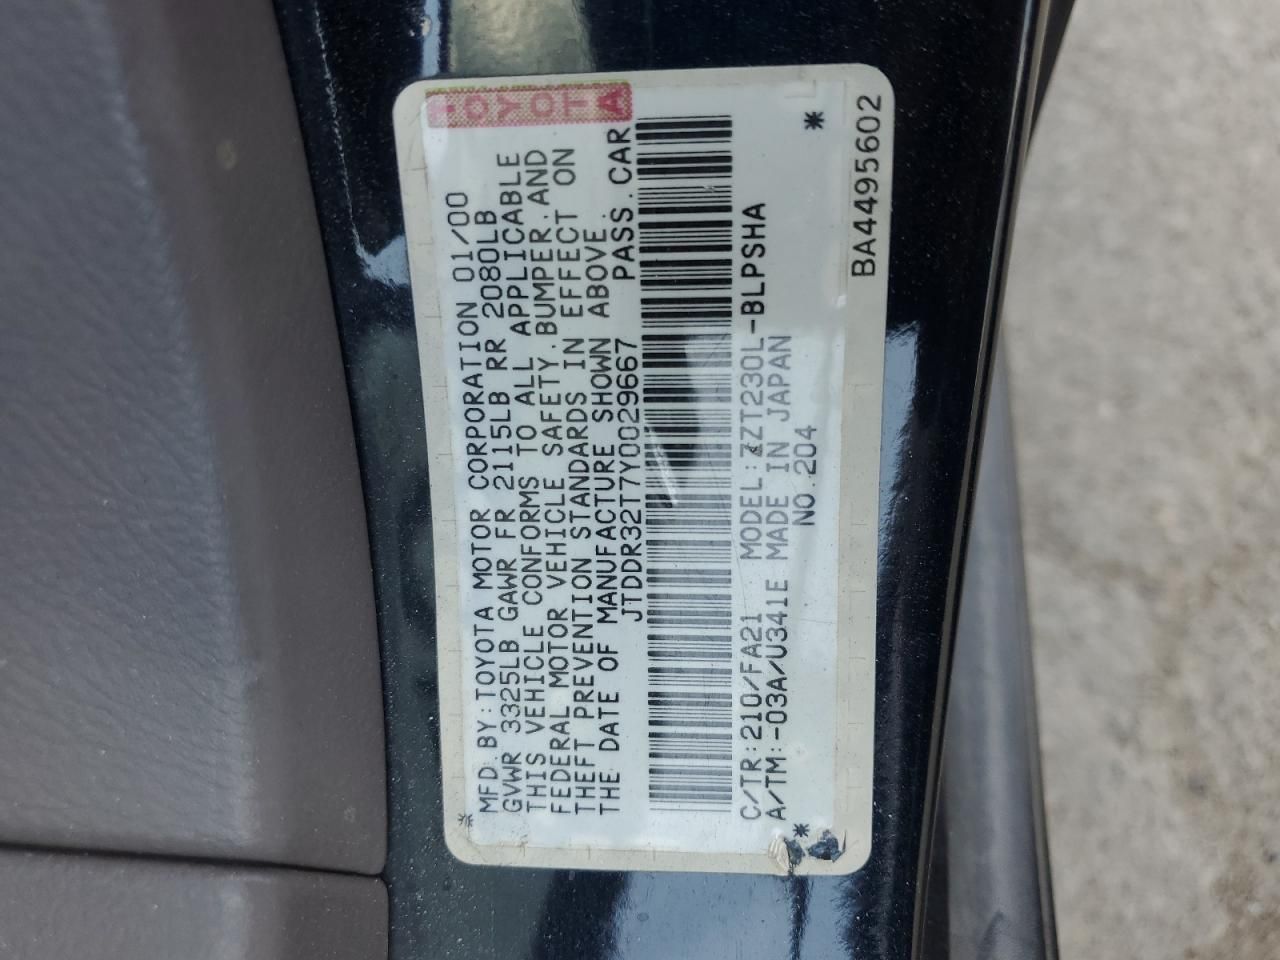 TOYOTA
MFD.BY:TOYOTA MOTOR CORPORATION 01/00
GVWR 3325LB GAWR FR 2115LB RR 2080LB
THIS VEHICLE CONFORMS TO ALL APPLICABLE
FEDERAL MOTOR VEHICLE SAFETY,BUMPER,AND
THEFT PREVENTION STANDARDS IN EFFECT ON
THE DATE OF MANUFACTURE SHOWN ABOVE.
JTDDR32T7Y0029667 PASS.CAR
C/TR:210/FA21 MODEL:ZZT230L-BLPSHA
A/TM:-03A/U341E MADE IN JAPAN
NO.204
BA4495602